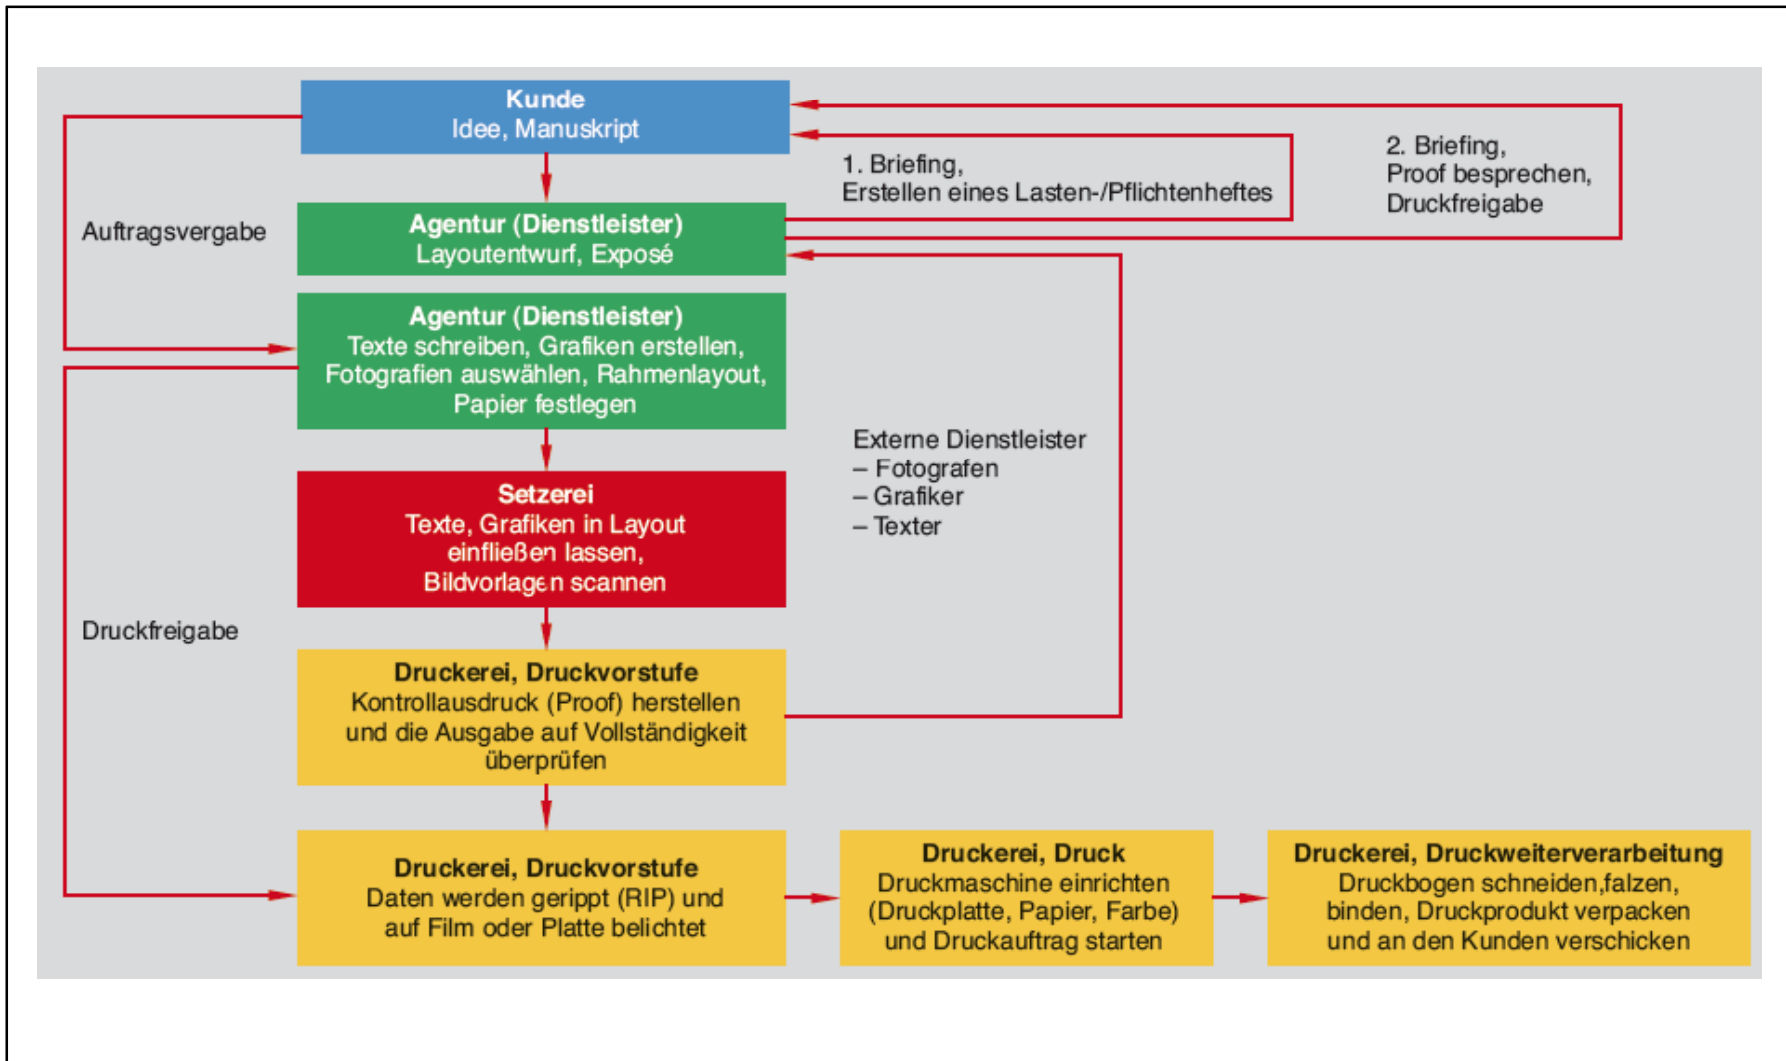 Kunde
Idee, Manuskript
Auftragsvergabe
1. Briefing,
Erstellen eines Lasten-/Pflichtenheftes
2. Briefing,
Proof besprechen,
Druckfreigabe
Agentur (Dienstleister)
Layoutentwurf, Exposé
Agentur (Dienstleister)
Texte schreiben, Grafiken erstellen,
Fotografien auswählen, Rahmenlayout,
Papier festlegen
Externe Dienstleister
– Fotografen
– Grafiker
– Texter
Setzerei
Texte, Grafiken in Layout
einfließen lassen,
Bildvorlagen scannen
Druckfreigabe
Druckerei, Druckvorstufe
Kontrollausdruck (Proof) herstellen
und die Ausgabe auf Vollständigkeit
überprüfen
Druckerei, Druckvorstufe
Daten werden gerippt (RIP) und
auf Film oder Platte belichtet
Druckerei, Druck
Druckmaschine einrichten
(Druckplatte, Papier, Farbe)
und Druckauftrag starten
Druckerei, Druckweiterverarbeitung
Druckbogen schneiden,falzen,
binden, Druckprodukt verpacken
und an den Kunden verschicken